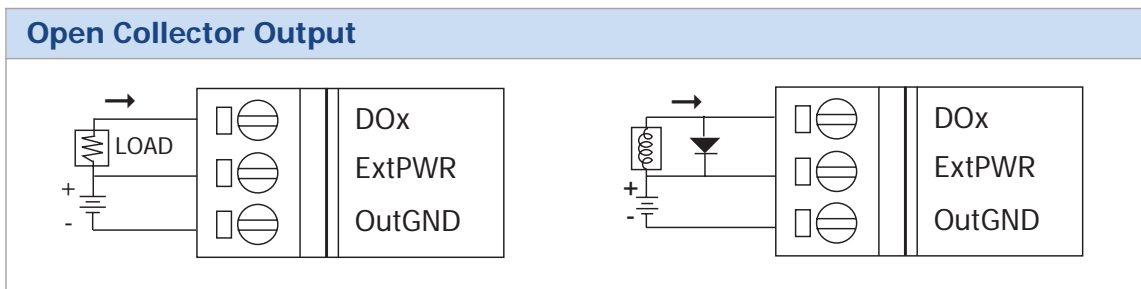 Open Collector Output
LOAD
+
-
DOx
ExtPWR
OutGND
+
-
DOx
ExtPWR
OutGND